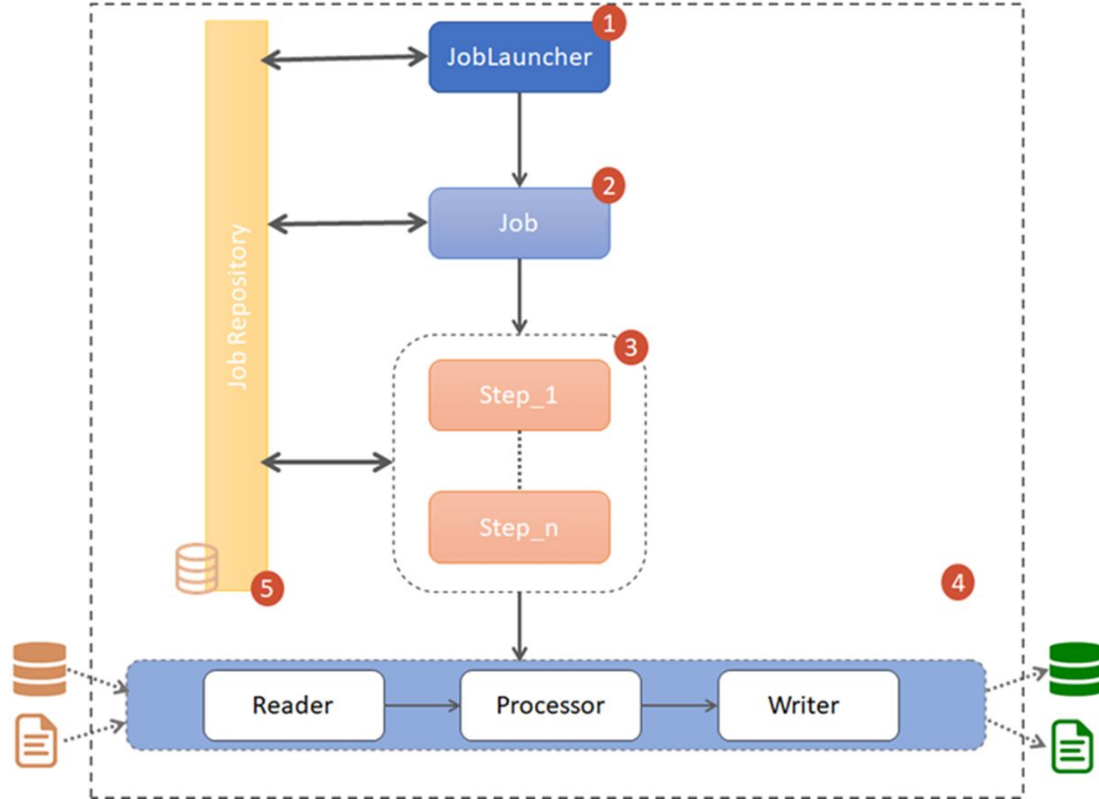 1
JobLauncher
2
Job
Job Repository
3
Step_1
Step_n
5
4
Reader
Processor
Writer